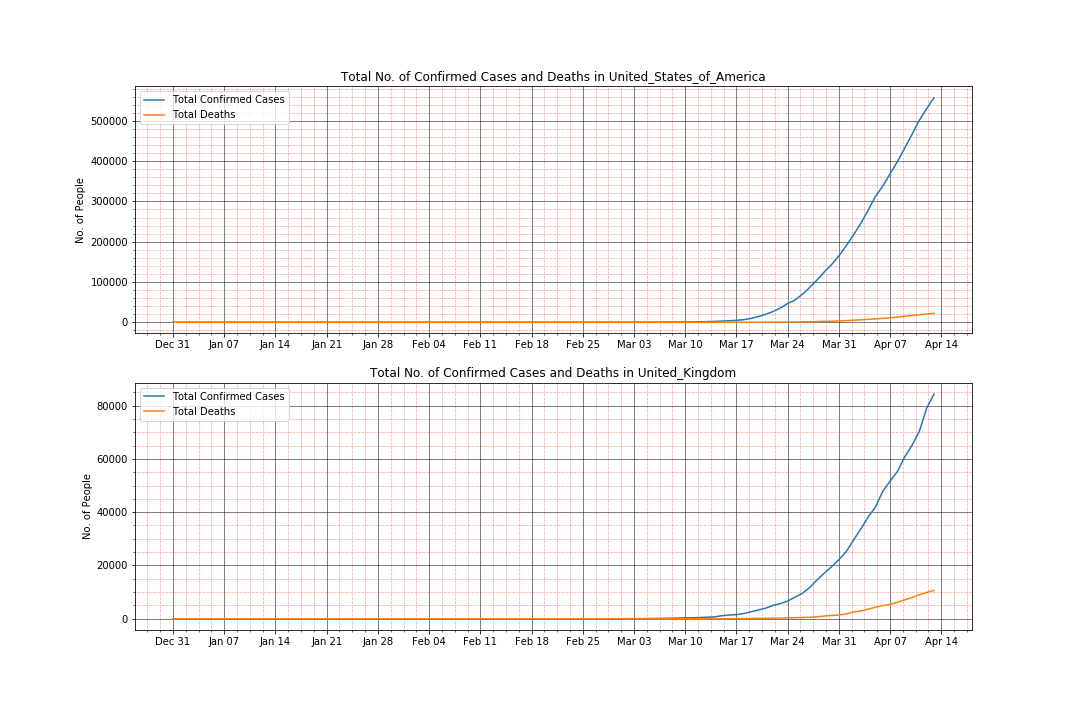 Total No. of Confirmed Cases and Deaths in United_States_of_America
Total Confirmed Cases
Total Deaths
500000
400000
300000
200000
100000
0
No. of People
Dec 31 Jan 07 Jan 14 Jan 21 Jan 28 Feb 04 Feb 11 Feb 18 Feb 25 Mar 03 Mar 10 Mar 17 Mar 24 Mar 31 Apr 07 Apr 14
Total No. of Confirmed Cases and Deaths in United_Kingdom
Total Confirmed Cases
Total Deaths
80000
60000
40000
20000
0
No. of People
Dec 31 Jan 07 Jan 14 Jan 21 Jan 28 Feb 04 Feb 11 Feb 18 Feb 25 Mar 03 Mar 10 Mar 17 Mar 24 Mar 31 Apr 07 Apr 14